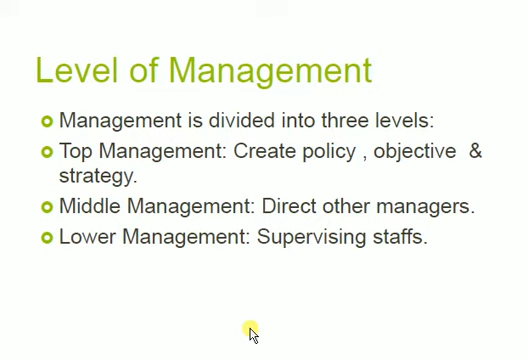 Level of Management
Management is divided into three levels:
Top Management: Create policy , objective & 
strategy.
Middle Management: Direct other managers.
Lower Management: Supervising staffs.